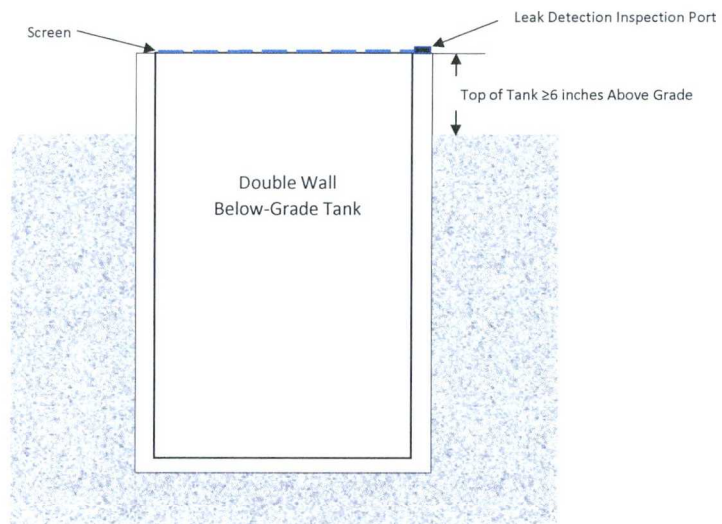 Leak Detection Inspection Port
Screen
Top of Tank ≥6 inches Above Grade
Double Wall
Below-Grade Tank